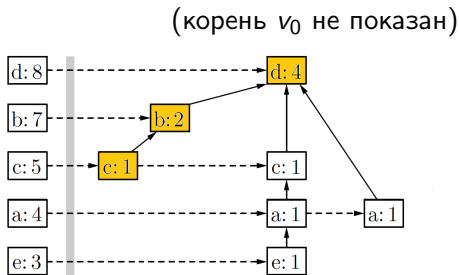 (корень v₀ не показан)
d: 8 d: 4
b: 7 b: 2
c: 5 c: 1 c: 1
a: 4 a: 1 a: 1
e: 3 e: 1